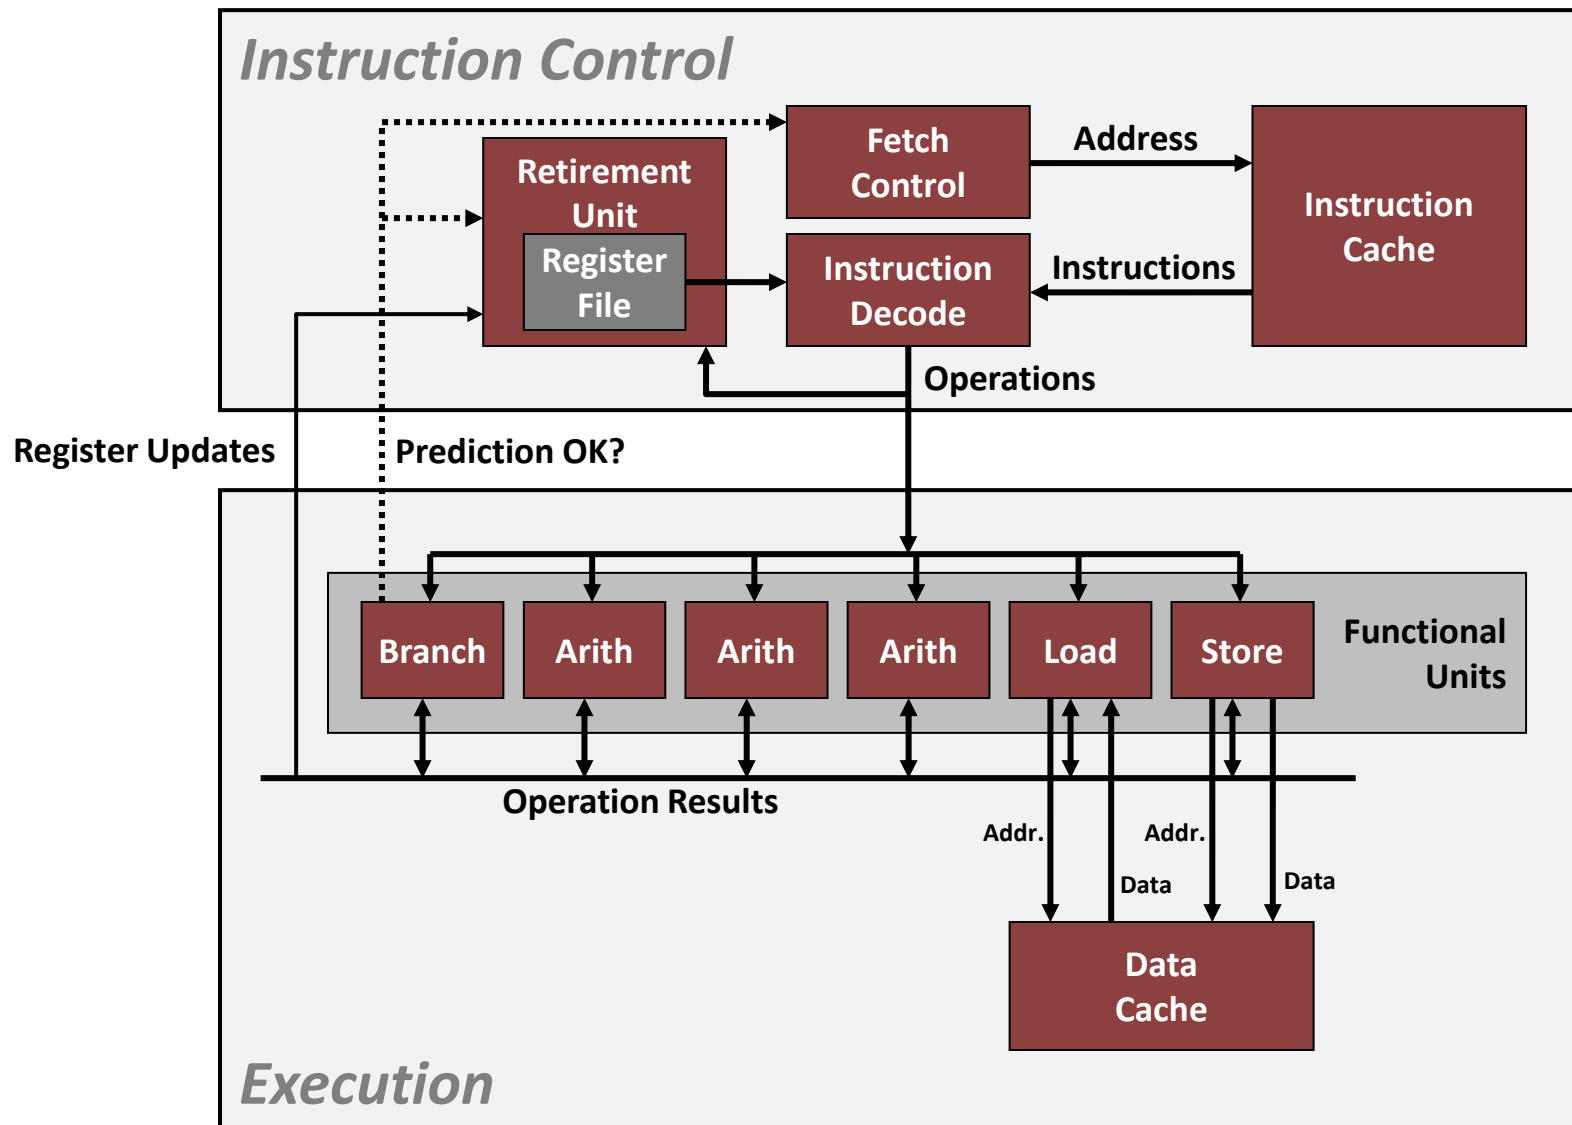 Instruction Control
Fetch
Control
Address
Instruction
Cache
Retirement
Unit
Register
File
Instruction
Decode
Instructions
Operations
Register Updates
Prediction OK?
Branch
Arith
Arith
Arith
Load
Store
Functional
Units
Operation Results
Addr.
Addr.
Data
Data
Data
Cache
Execution